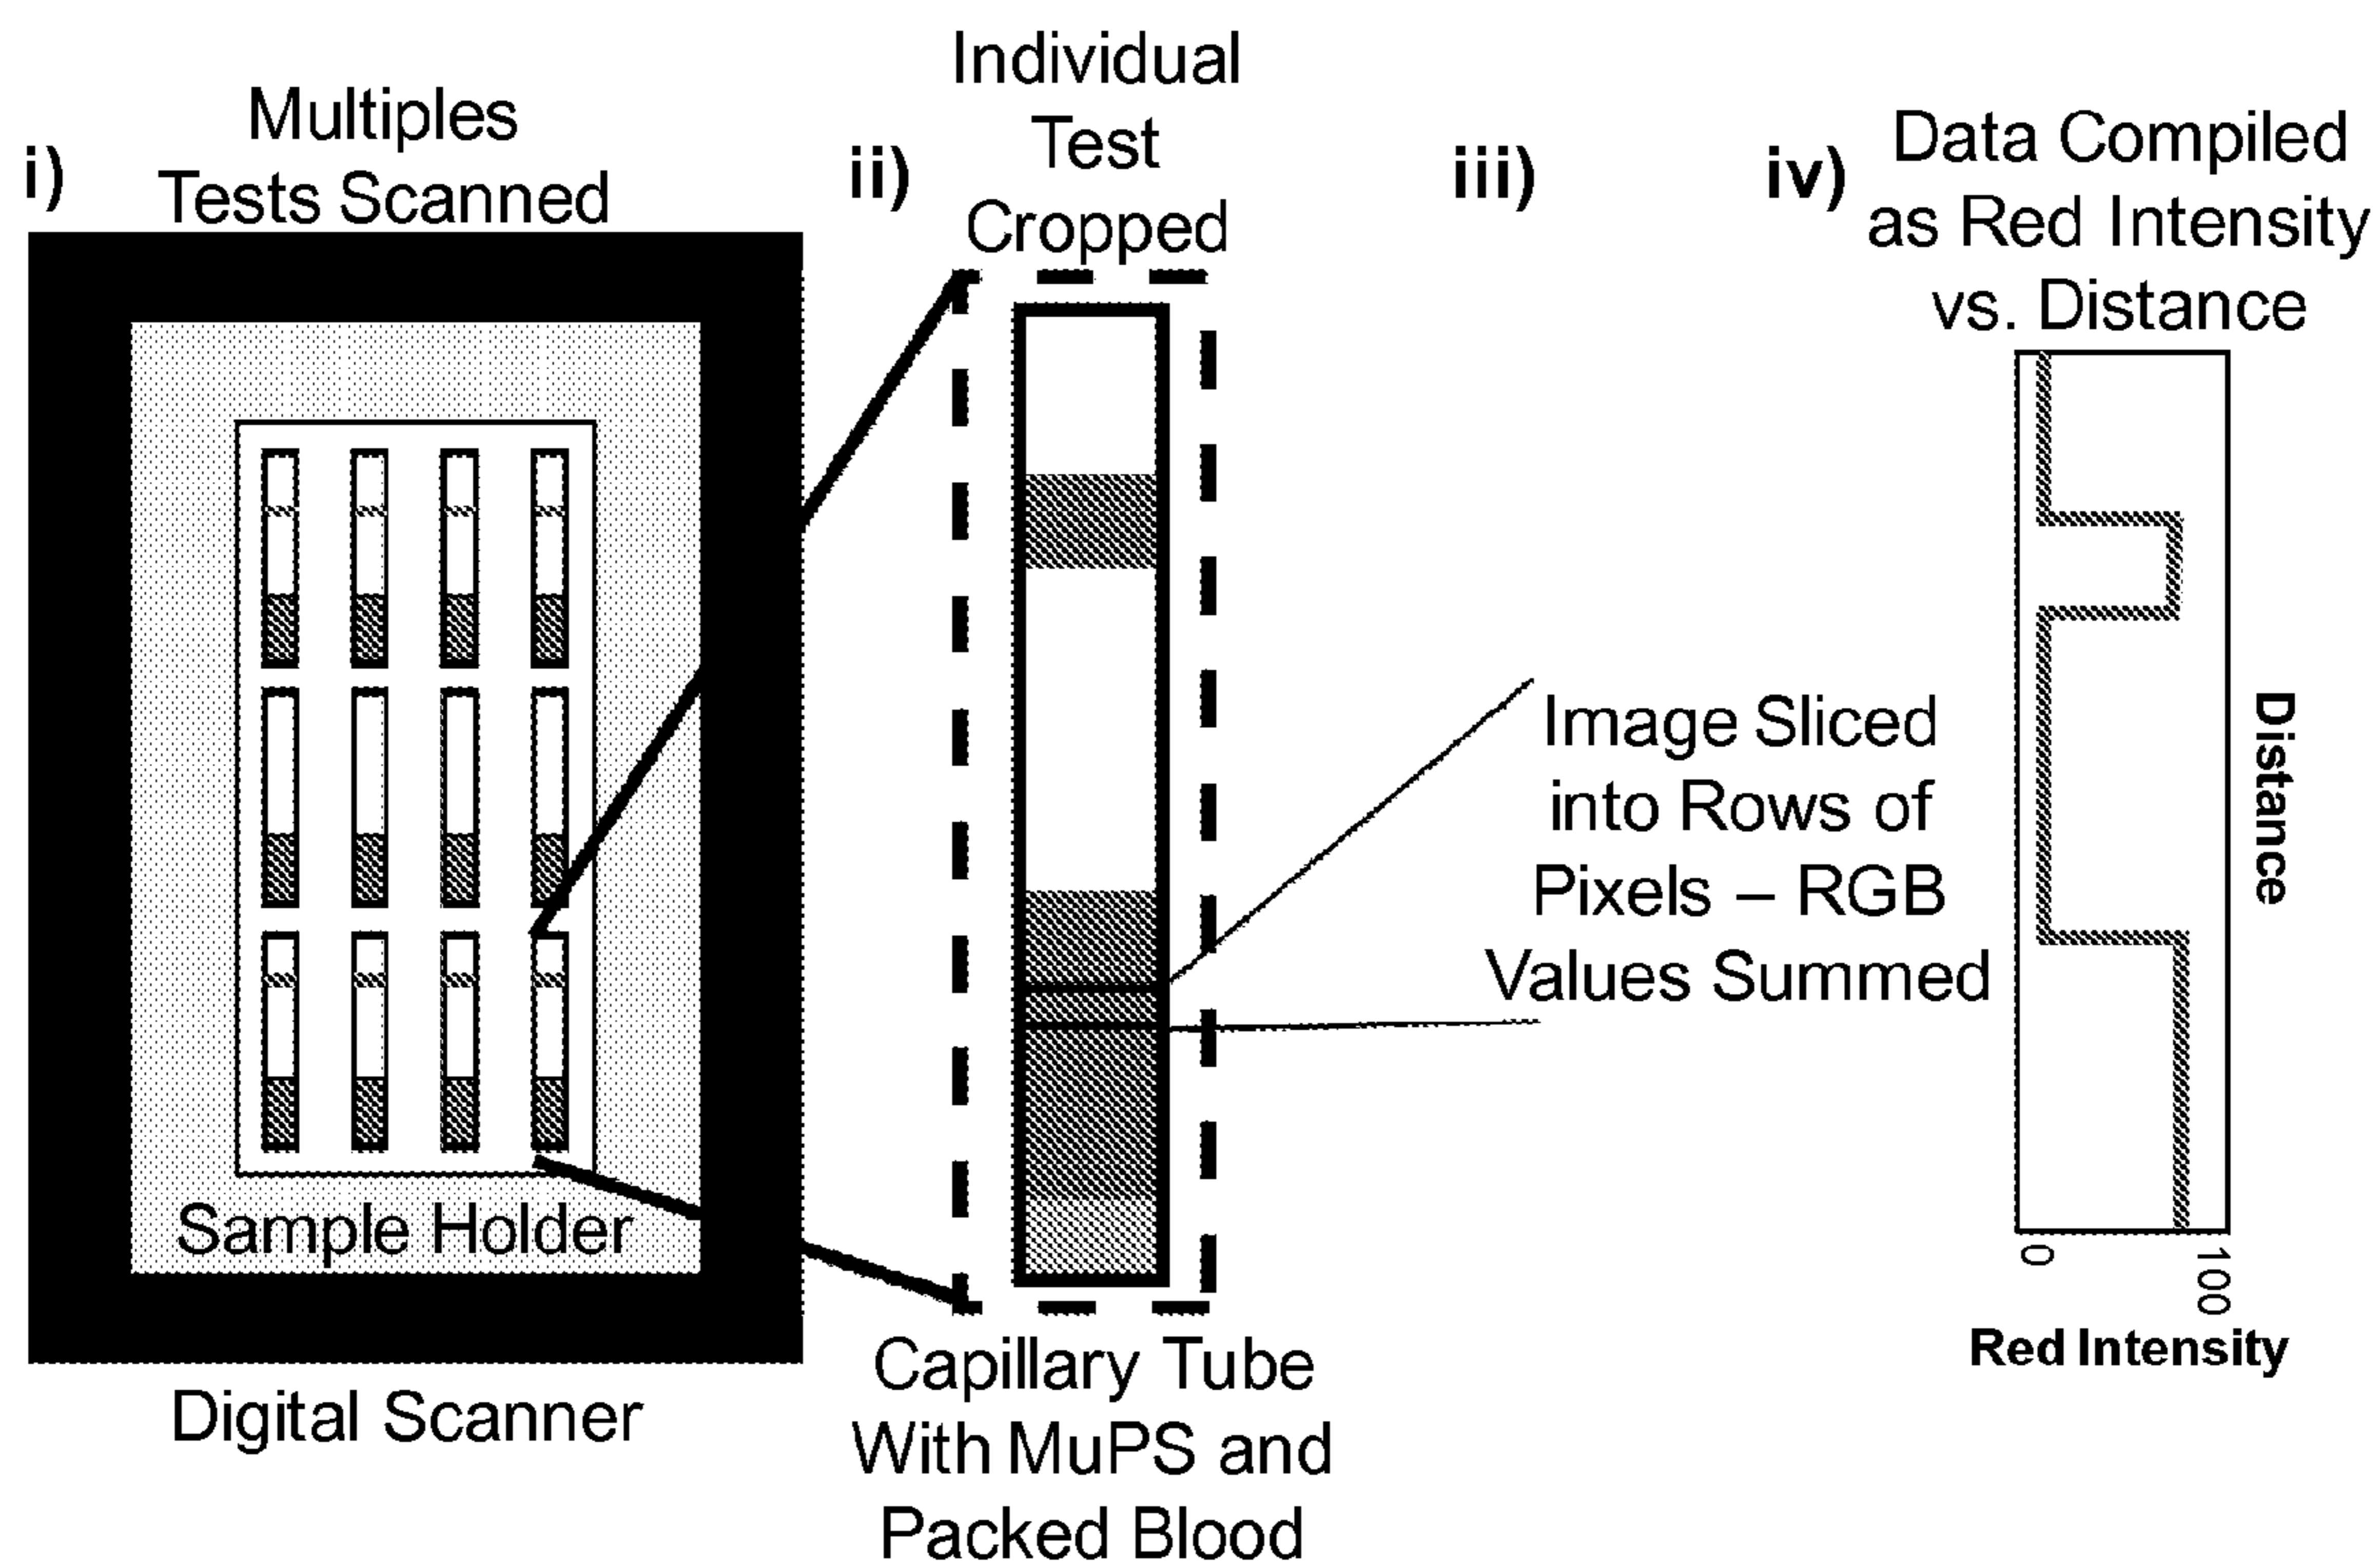 i)
Multiples
Tests Scanned
Sample Holder
Digital Scanner
ii)
Individual
Test
Cropped
Capillary Tube
With MuPS and
Packed Blood
iii)
Image Sliced
into Rows of
Pixels – RGB
Values Summed
iv)
Data Compiled
as Red Intensity
vs. Distance
Distance
0
100
Red Intensity